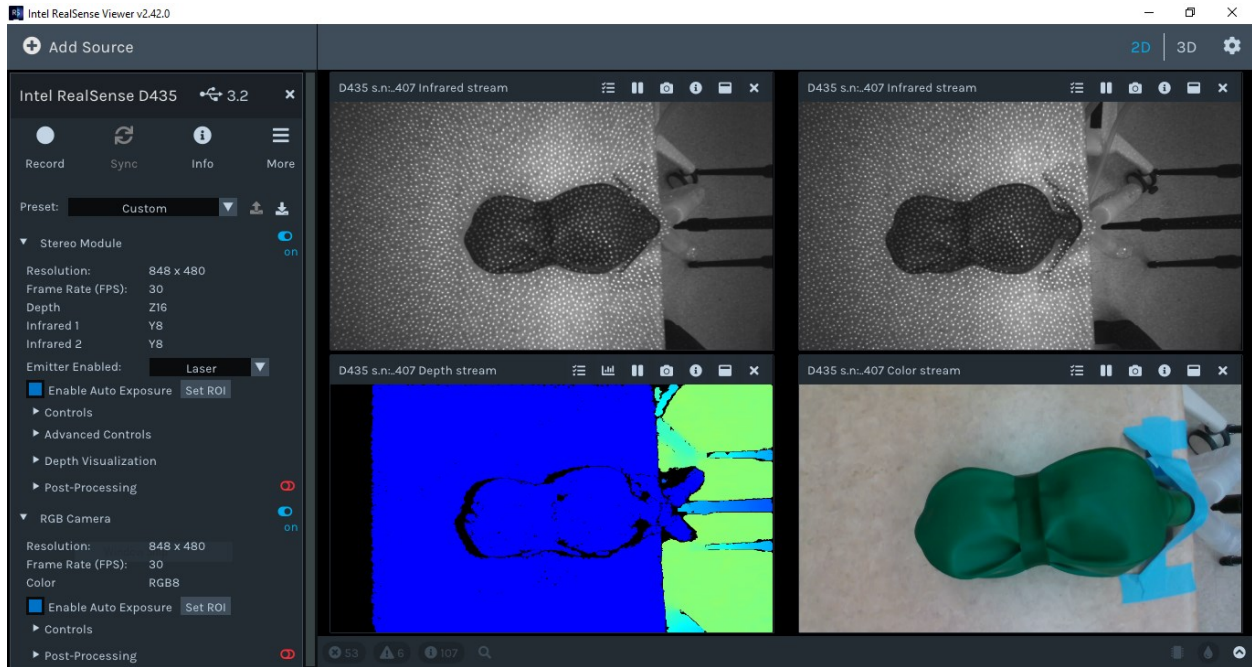 RS Intel RealSense Viewer v2.42.0
Add Source
2D 3D
Intel RealSense D435 3.2
Record Sync Info More
Preset: Custom
Stereo Module
on
Resolution: 848 x 480
Frame Rate (FPS): 30
Depth Z16
Infrared 1 Y8
Infrared 2 Y8
Emitter Enabled: Laser
Enable Auto Exposure Set ROI
Controls
Advanced Controls
Depth Visualization
Post-Processing
RGB Camera
on
Resolution: 848 x 480
Frame Rate (FPS): 30
Color RGB8
Enable Auto Exposure Set ROI
Controls
Post-Processing
D435 s.n:..407 Infrared stream
D435 s.n:..407 Infrared stream
D435 s.n:..407 Depth stream
D435 s.n:..407 Color stream
53 6 107